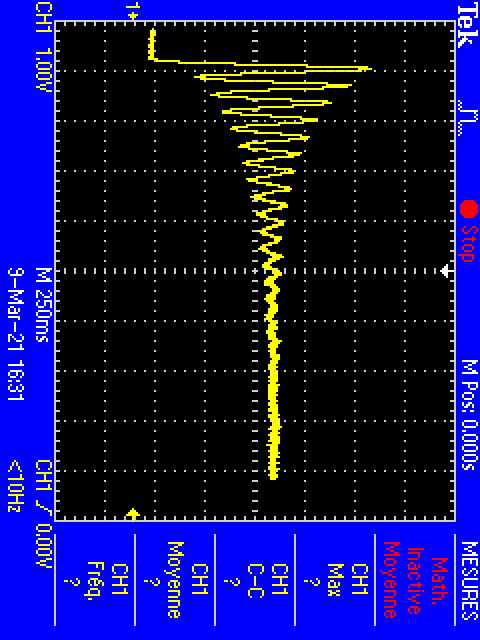 Tek
Stop
M Pos: 0.000s
MESURES
Math.
Inactive
Moyenne
CH1
Max
?
CH1
C-C
?
CH1
Moyenne
?
CH1
Fréq.
?
1
CH1 1.00V
M 250ms
CH1 / 0.00V
9-Mar-21 16:31
<10Hz